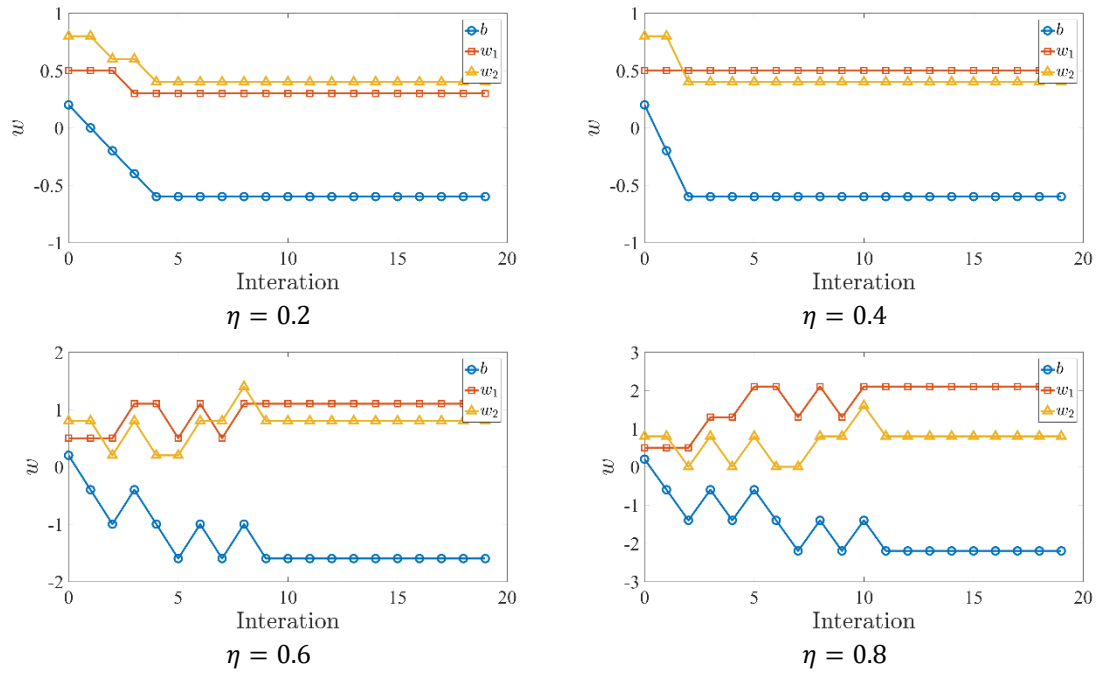 1
0.5
0
-0.5
-1
w
0
5
10
15
20
Interation
b
w₁
w₂
η = 0.2
1
0.5
0
-0.5
-1
w
0
5
10
15
20
Interation
b
w₁
w₂
η = 0.4
2
1
0
-1
-2
w
0
5
10
15
20
Interation
b
w₁
w₂
η = 0.6
3
2
1
0
-1
-2
-3
w
0
5
10
15
20
Interation
b
w₁
w₂
η = 0.8